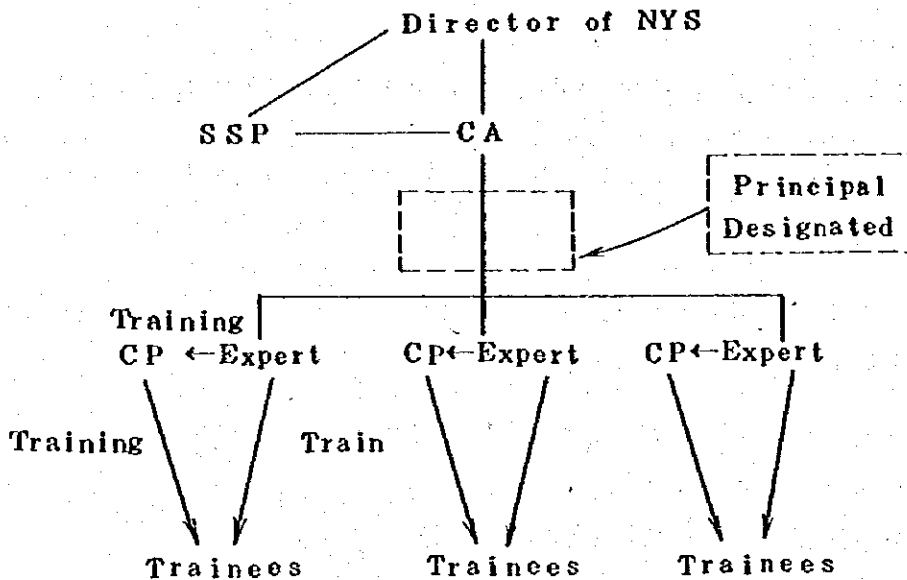 Director of NYS
SSP CA
Principal
Designated
Training
CP ←Expert CP←Expert CP←Expert
Training Train
Trainees Trainees Trainees